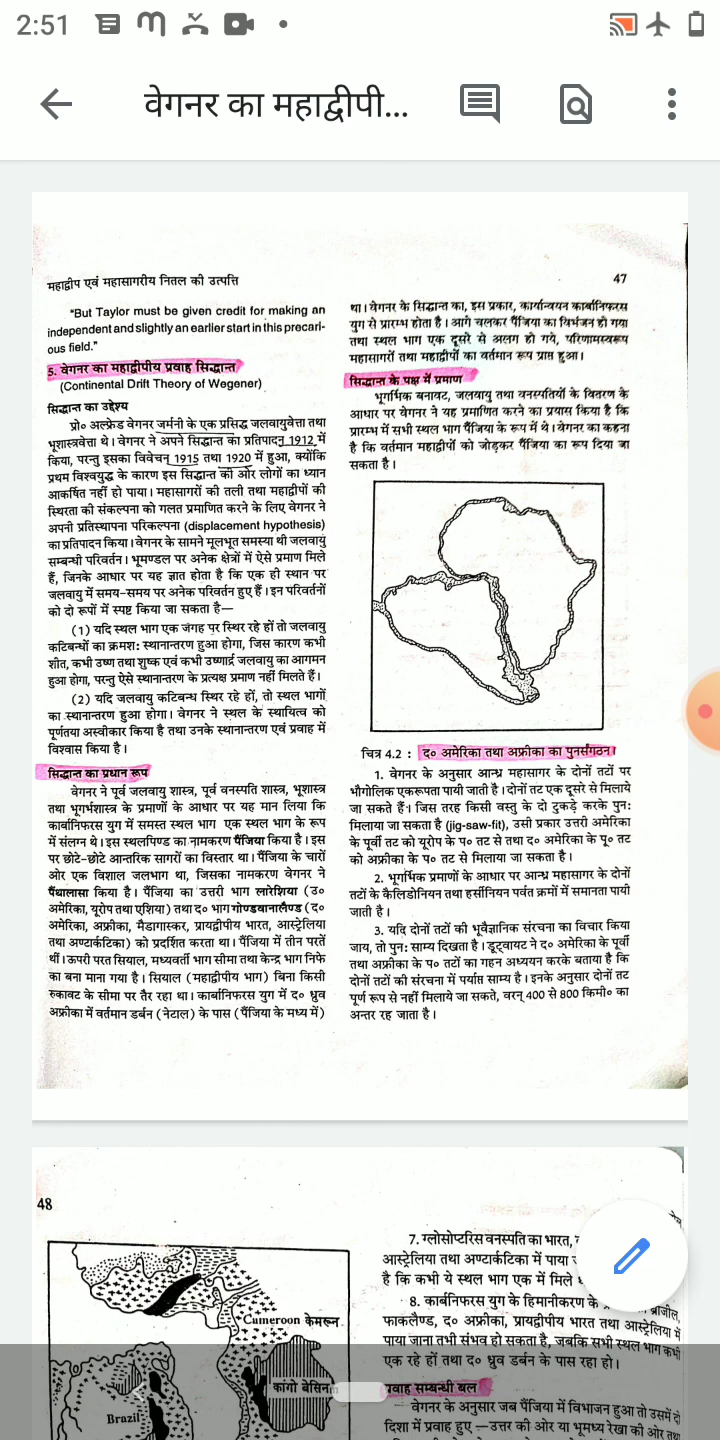 2:51
वेगनर का महाद्वीपी...
महाद्वीप एवं महासागरीय नितल की उत्पत्ति
47
"But Taylor must be given credit for making an
independent and slightly an earlier start in this precari-
ous field."
5. वेगनर का महाद्वीपीय प्रवाह सिद्धान्त
(Continental Drift Theory of Wegener)
सिद्धान्त का उद्देश्य
प्रो० अल्फ्रेड वेगनर जर्मनी के एक प्रसिद्ध जलवायुवेत्ता तथा
भूशास्त्रवेत्ता थे। वेगनर ने अपने सिद्धान्त का प्रतिपादन 1912 में
किया, परन्तु इसका विवेचन 1915 तथा 1920 में हुआ, क्योंकि
प्रथम विश्वयुद्ध के कारण इस सिद्धान्त की ओर लोगों का ध्यान
आकर्षित नहीं हो पाया। महासागरों की तली तथा महाद्वीपों की
स्थिरता की संकल्पना को गलत प्रमाणित करने के लिए वेगनर ने
अपनी प्रतिस्थापना परिकल्पना (displacement hypothesis)
का प्रतिपादन किया। वेगनर के सामने मूलभूत समस्या थी जलवायु
सम्बन्धी परिवर्तन। भूमण्डल पर अनेक क्षेत्रों में ऐसे प्रमाण मिले
हैं, जिनके आधार पर यह ज्ञात होता है कि एक ही स्थान पर
जलवायु में समय-समय पर अनेक परिवर्तन हुए हैं। इन परिवर्तनों
को दो रूपों में स्पष्ट किया जा सकता है—
(1) यदि स्थल भाग एक जगह पर स्थिर रहे हों तो जलवायु
कटिबन्धों का क्रमशः स्थानान्तरण हुआ होगा, जिस कारण कभी
शीत, कभी उष्ण तथा शुष्क एवं कभी उष्णार्द्र जलवायु का आगमन
हुआ होगा, परन्तु ऐसे स्थानान्तरण के प्रत्यक्ष प्रमाण नहीं मिलते हैं।
(2) यदि जलवायु कटिबन्ध स्थिर रहे हों, तो स्थल भागों
का स्थानान्तरण हुआ होगा। वेगनर ने स्थल के स्थायित्व को
पूर्णतया अस्वीकार किया है तथा उनके स्थानान्तरण एवं प्रवाह में
विश्वास किया है।
सिद्धान्त का प्रधान रूप
वेगनर ने पूर्व जलवायु शास्त्र, पूर्व वनस्पति शास्त्र, भूशास्त्र
तथा भूगर्भशास्त्र के प्रमाणों के आधार पर यह मान लिया कि
कार्बानिफरस युग में समस्त स्थल भाग एक स्थल भाग के रूप
में संलग्न थे। इस स्थलपिण्ड का नामकरण पैंजिया किया है। इस
पर छोटे-छोटे आन्तरिक सागरों का विस्तार था। पैंजिया के चारों
ओर एक विशाल जलभाग था, जिसका नामकरण वेगनर ने
पैंथालासा किया है। पैंजिया का उत्तरी भाग लारेशिया (उ०
अमेरिका, यूरोप तथा एशिया) तथा द० भाग गोण्डवानालैण्ड (द०
अमेरिका, अफ्रीका, मैडागास्कर, प्रायद्वीपीय भारत, आस्ट्रेलिया
तथा अण्टार्कटिका) को प्रदर्शित करता था। पैंजिया में तीन परतें
थीं। ऊपरी परत सियाल, मध्यवर्ती भाग सीमा तथा केन्द्र भाग निफे
का बना माना गया है। सियाल (महाद्वीपीय भाग) बिना किसी
रुकावट के सीमा पर तैर रहा था। कार्बानिफरस युग में द० ध्रुव
अफ्रीका में वर्तमान डर्बन (नेटाल) के पास (पैंजिया के मध्य में)
था। वेगनर के सिद्धान्त का, इस प्रकार, कार्यान्वयन कार्बानिफरस
युग से प्रारम्भ होता है। आगे चलकर पैंजिया का विभंजन हो गया
तथा स्थल भाग एक दूसरे से अलग हो गये, परिणामस्वरूप
महासागरों तथा महाद्वीपों का वर्तमान रूप प्राप्त हुआ।
सिद्धान्त के पक्ष में प्रमाण
भूगर्भिक बनावट, जलवायु तथा वनस्पतियों के वितरण के
आधार पर वेगनर ने यह प्रमाणित करने का प्रयास किया है कि
प्रारम्भ में सभी स्थल भाग पैंजिया के रूप में थे। वेगनर का कहना
है कि वर्तमान महाद्वीपों को जोड़कर पैंजिया का रूप दिया जा
सकता है।
चित्र 4.2 : द० अमेरिका तथा अफ्रीका का पुनर्संगठन।
1. वेगनर के अनुसार आन्ध्र महासागर के दोनों तटों पर
भौगोलिक एकरूपता पायी जाती है। दोनों तट एक दूसरे से मिलाये
जा सकते हैं। जिस तरह किसी वस्तु के दो टुकड़े करके पुनः
मिलाया जा सकता है (jig-saw-fit), उसी प्रकार उत्तरी अमेरिका
के पूर्वी तट को यूरोप के प० तट से तथा द० अमेरिका के पू० तट
को अफ्रीका के प० तट से मिलाया जा सकता है।
2. भूगर्भिक प्रमाणों के आधार पर आन्ध्र महासागर के दोनों
तटों के कैलिडोनियन तथा हर्सीनियन पर्वत क्रमों में समानता पायी
जाती है।
3. यदि दोनों तटों की भूवैज्ञानिक संरचना का विचार किया
जाय, तो पुनः साम्य दिखता है। डूट्वायट ने द० अमेरिका के पूर्वी
तथा अफ्रीका के प० तटों का गहन अध्ययन करके बताया है कि
दोनों तटों की संरचना में पर्याप्त साम्य है। इनके अनुसार दोनों तट
पूर्ण रूप से नहीं मिलाये जा सकते, वरन् 400 से 800 किमी० का
अन्तर रह जाता है।
48
Cameroon केमरून
कांगो बेसिन
Brazil
7. ग्लोसोप्टरिस वनस्पति का भारत,
आस्ट्रेलिया तथा अण्टार्कटिका में पाया
है कि कभी ये स्थल भाग एक में मिले
8. कार्बानिफरस युग के हिमानीकरण के ब्राजील,
फाकलैण्ड, द० अफ्रीका, प्रायद्वीपीय भारत तथा आस्ट्रेलिया में
पाया जाना तभी संभव हो सकता है, जबकि सभी स्थल भाग कभी
एक रहे हों तथा द० ध्रुव डर्बन के पास रहा हो।
प्रवाह सम्बन्धी बल
वेगनर के अनुसार जब पैंजिया में विभाजन हुआ तो उसमें दो
दिशा में प्रवाह हुए —उत्तर की ओर या भूमध्य रेखा की ओर तथा